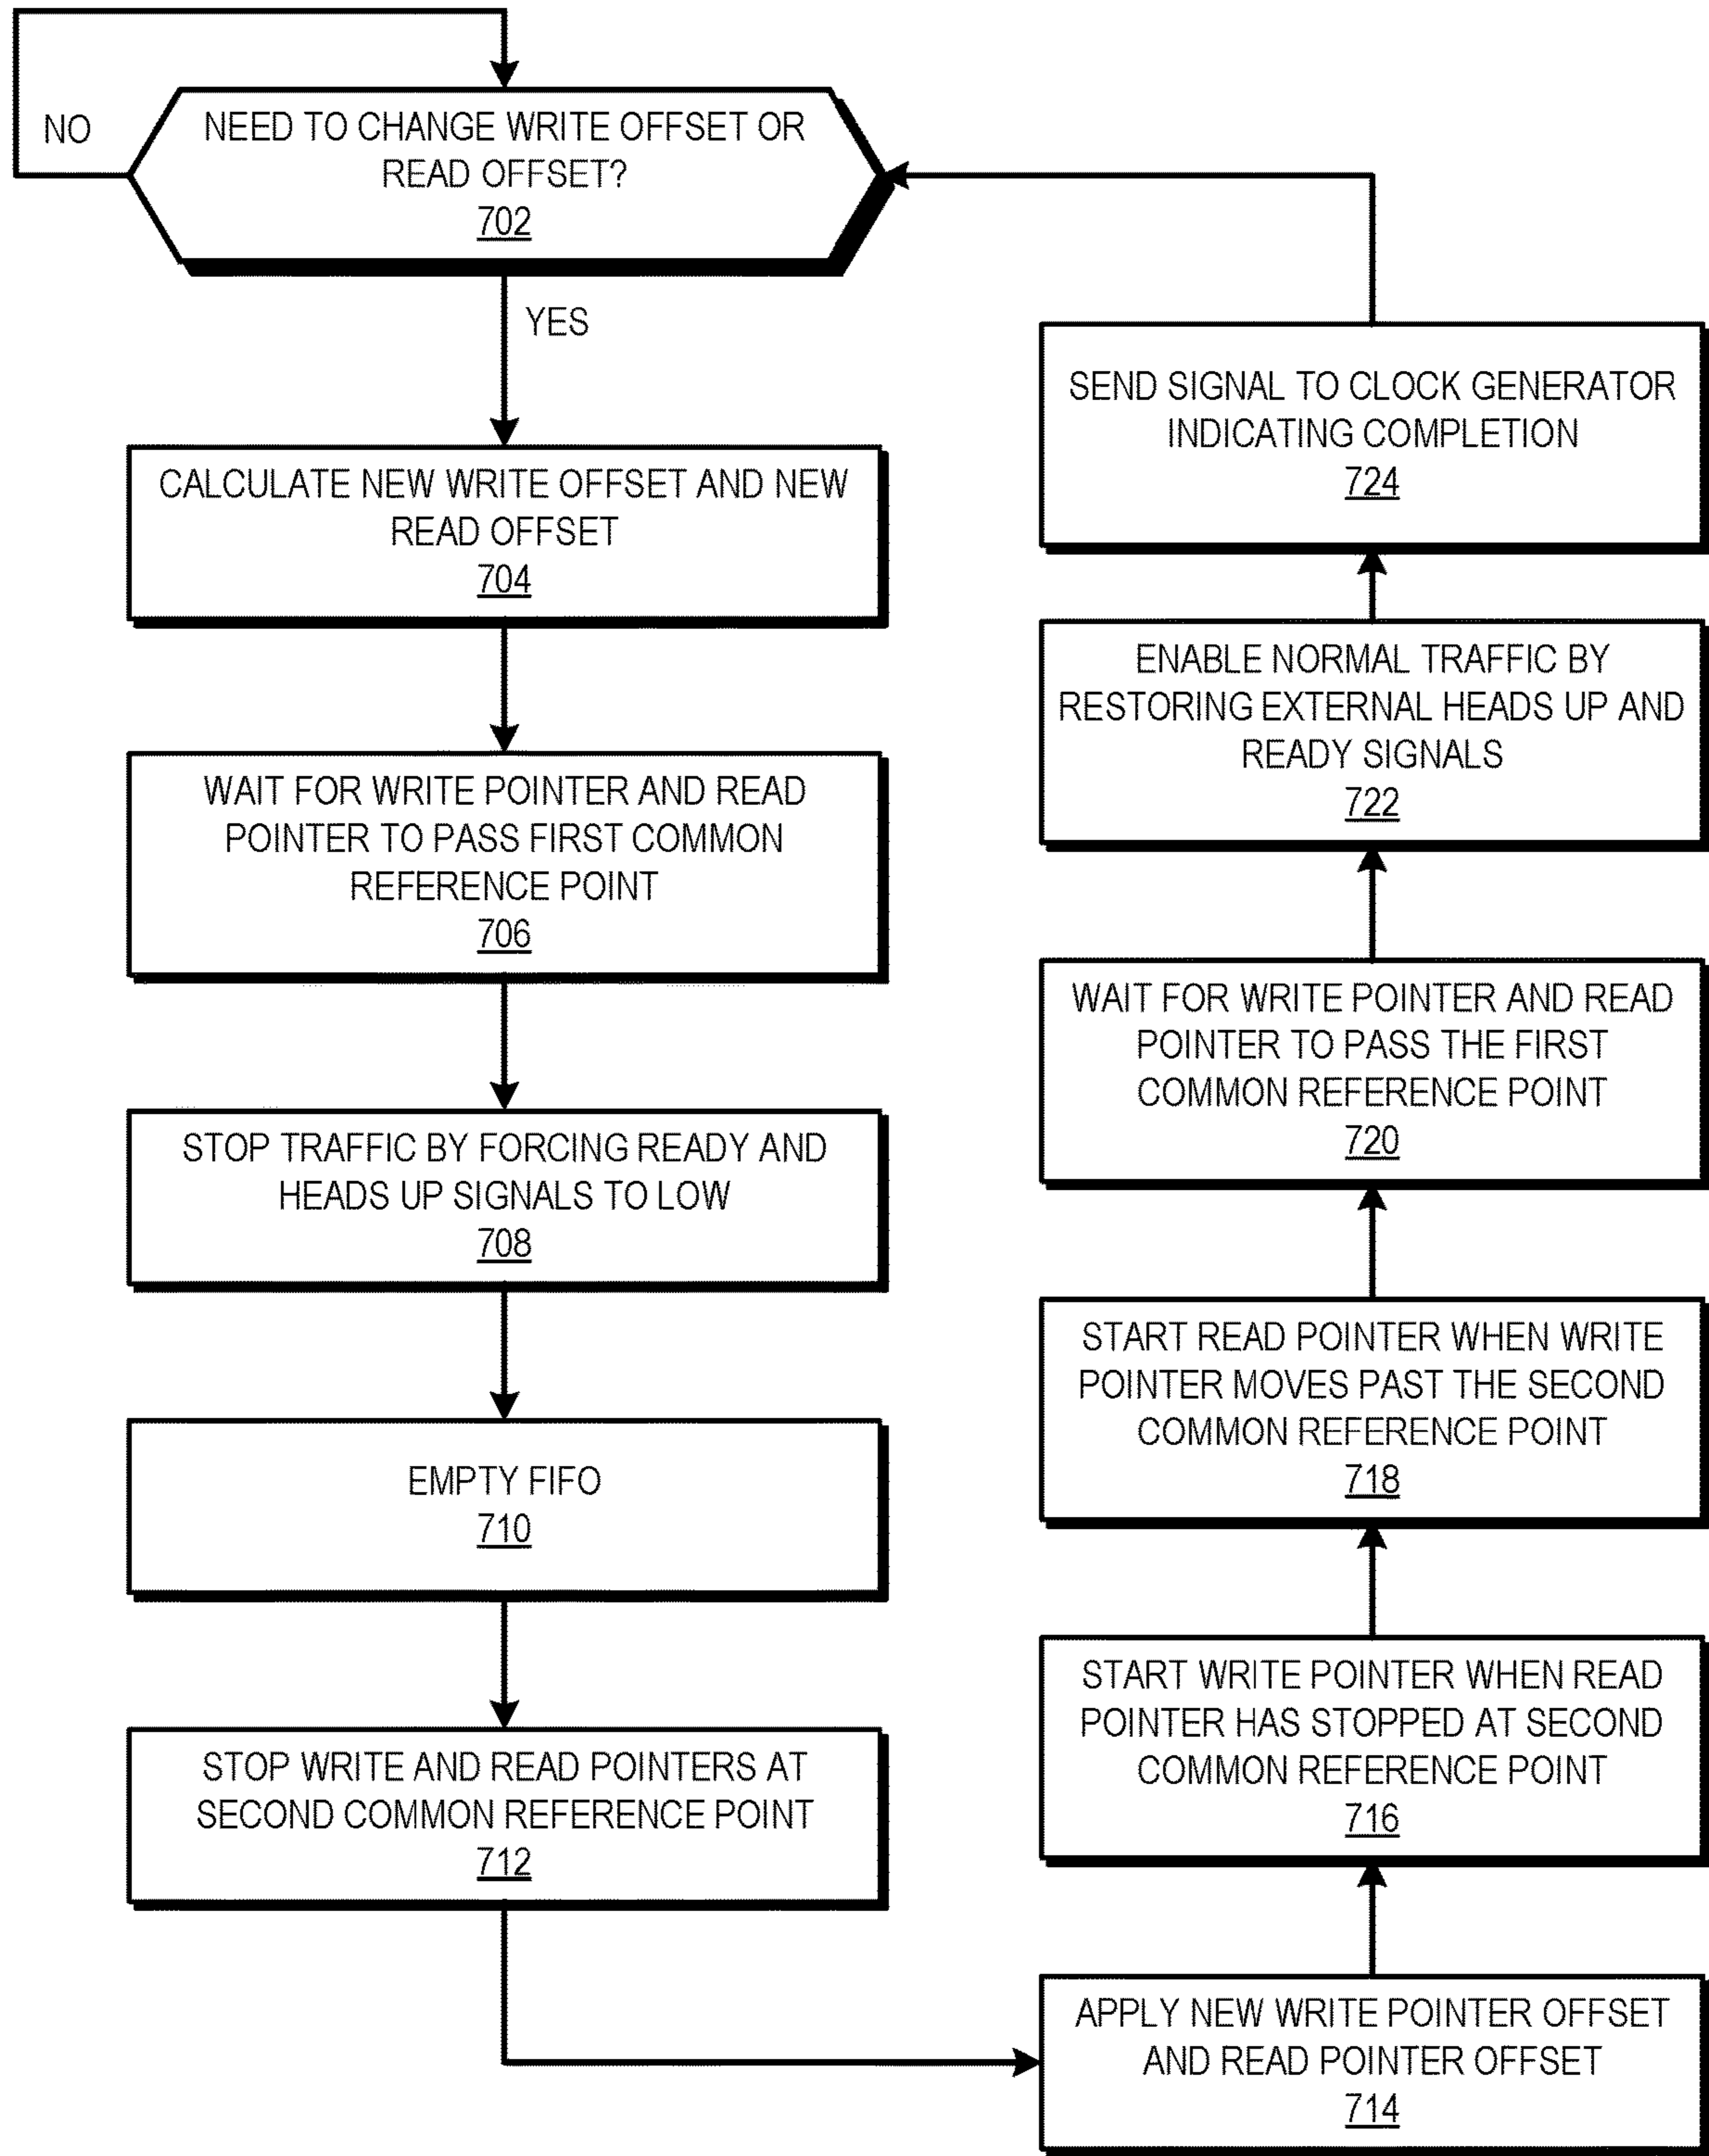 NO
NEED TO CHANGE WRITE OFFSET OR
READ OFFSET?
702
YES
CALCULATE NEW WRITE OFFSET AND NEW
READ OFFSET
704
WAIT FOR WRITE POINTER AND READ
POINTER TO PASS FIRST COMMON
REFERENCE POINT
706
STOP TRAFFIC BY FORCING READY AND
HEADS UP SIGNALS TO LOW
708
EMPTY FIFO
710
STOP WRITE AND READ POINTERS AT
SECOND COMMON REFERENCE POINT
712
APPLY NEW WRITE POINTER OFFSET
AND READ POINTER OFFSET
714
START WRITE POINTER WHEN READ
POINTER HAS STOPPED AT SECOND
COMMON REFERENCE POINT
716
START READ POINTER WHEN WRITE
POINTER MOVES PAST THE SECOND
COMMON REFERENCE POINT
718
WAIT FOR WRITE POINTER AND READ
POINTER TO PASS THE FIRST
COMMON REFERENCE POINT
720
ENABLE NORMAL TRAFFIC BY
RESTORING EXTERNAL HEADS UP AND
READY SIGNALS
722
SEND SIGNAL TO CLOCK GENERATOR
INDICATING COMPLETION
724